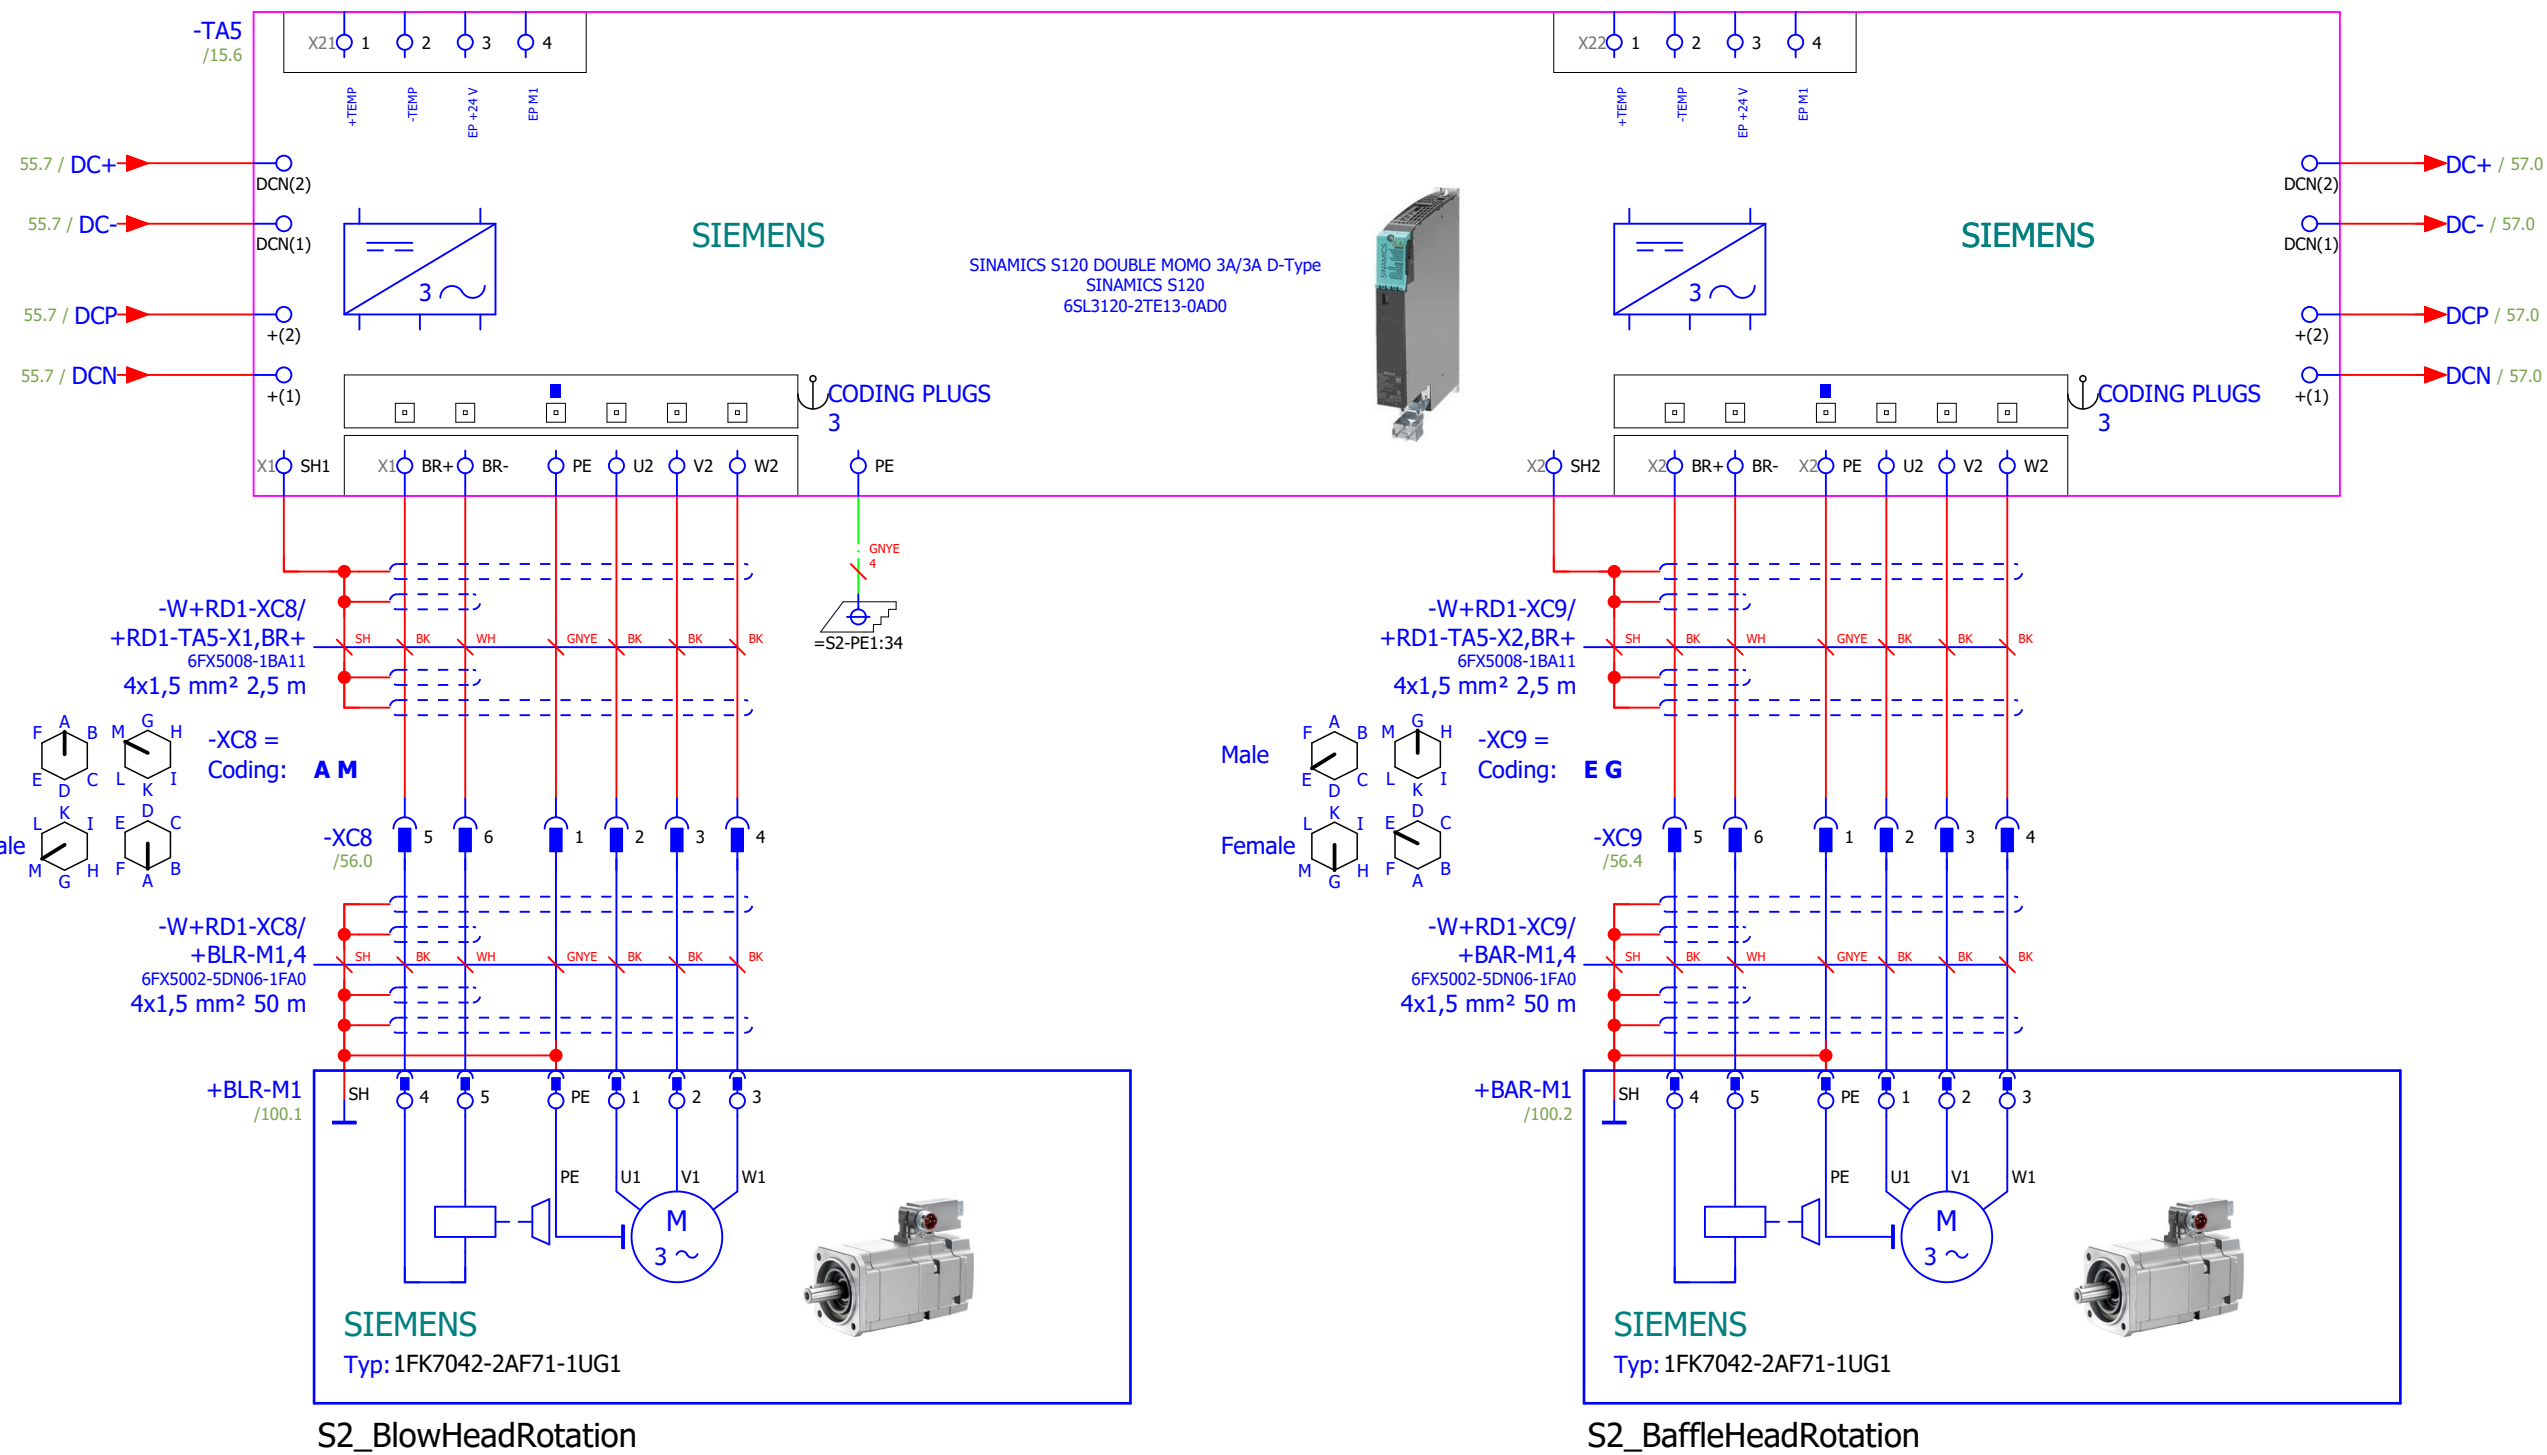 -TA5
/15.6
X21 1 2 3 4
+TEMP
-TEMP
EP +24 V
EP M1
X22 1 2 3 4
+TEMP
-TEMP
EP +24 V
EP M1
55.7 / DC+
DCN(2)
55.7 / DC-
DCN(1)
55.7 / DCP
+(2)
55.7 / DCN
+(1)
3
SIEMENS
SINAMICS S120 DOUBLE MOMO 3A/3A D-Type
SINAMICS S120
6SL3120-2TE13-0AD0
SINAMICS
3
SIEMENS
DC+ / 57.0
DCN(2)
DC- / 57.0
DCN(1)
DCP / 57.0
+(2)
DCN / 57.0
+(1)
CODING PLUGS
3
CODING PLUGS
3
X1 SH1 X1 BR+ BR- PE U2 V2 W2 PE
X2 SH2 X2 BR+ BR- X2 PE U2 V2 W2
GNYE
4
=S2-PE1:34
-W+RD1-XC8/
+RD1-TA5-X1,BR+
6FX5008-1BA11
4x1,5 mm² 2,5 m
SH BK WH GNYE BK BK BK
-W+RD1-XC9/
+RD1-TA5-X2,BR+
6FX5008-1BA11
4x1,5 mm² 2,5 m
SH BK WH GNYE BK BK BK
A B C D E F
G H I K L M
-XC8 =
Coding: A M
K I H G M L
D C B A F E
ale
Male
A B C D E F
G H I K L M
-XC9 =
Coding: E G
Female
K I H G M L
D C B A F E
-XC8
/56.0
5 6 1 2 3 4
-XC9
/56.4
5 6 1 2 3 4
-W+RD1-XC8/
+BLR-M1,4
6FX5002-5DN06-1FA0
4x1,5 mm² 50 m
SH BK WH GNYE BK BK BK
-W+RD1-XC9/
+BAR-M1,4
6FX5002-5DN06-1FA0
4x1,5 mm² 50 m
SH BK WH GNYE BK BK BK
+BLR-M1
/100.1
SH 4 5 PE 1 2 3
PE U1 V1 W1
M
3
SIEMENS
Typ: 1FK7042-2AF71-1UG1
S2_BlowHeadRotation
+BAR-M1
/100.2
SH 4 5 PE 1 2 3
PE U1 V1 W1
M
3
SIEMENS
Typ: 1FK7042-2AF71-1UG1
S2_BaffleHeadRotation